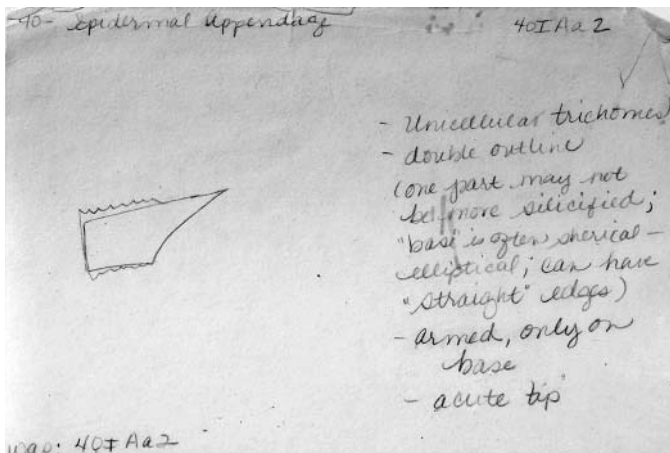 40- Epidermal Appendage
40IAa2
- Unicellular trichomes
- double outline
(one part may not
be more silicified;
"base" is often sherical-
elliptical; can have
"straight" edges)
- armed, only on
base
- acute tip
40IAa2